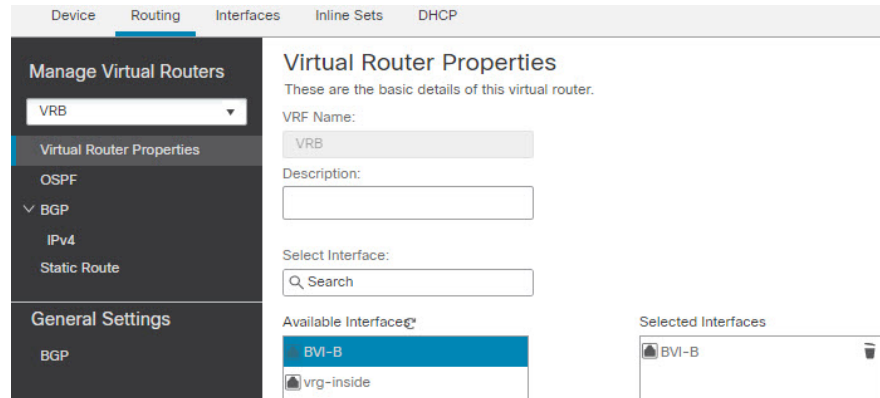 Device Routing Interfaces Inline Sets DHCP
Manage Virtual Routers
VRB
Virtual Router Properties
OSPF
BGP
IPv4
Static Route
General Settings
BGP
Virtual Router Properties
These are the basic details of this virtual router.
VRF Name:
VRB
Description:
Select Interface:
Search
Available Interfaces
BVI-B
vrg-inside
Selected Interfaces
BVI-B